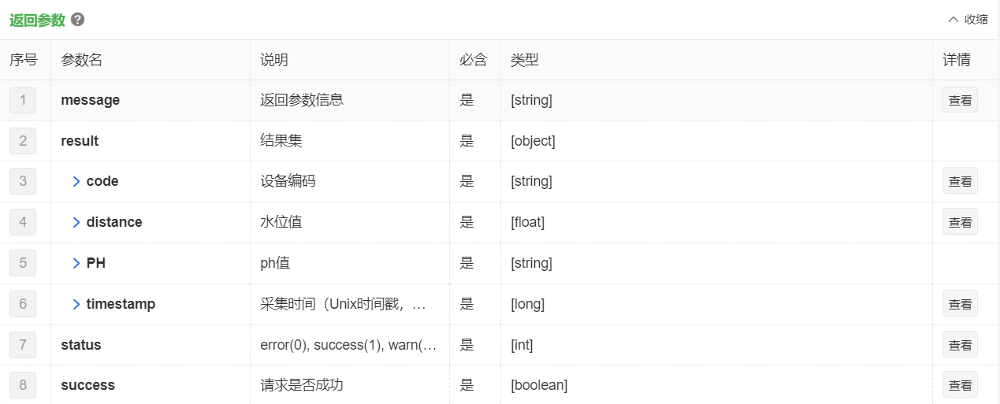 返回参数 ? 收缩
序号 参数名 说明 必含 类型 详情
1 message 返回参数信息 是 [string] 查看
2 result 结果集 是 [object]
3 code 设备编码 是 [string] 查看
4 distance 水位值 是 [float] 查看
5 PH ph值 是 [string]
6 timestamp 采集时间（Unix时间戳，… 是 [long] 查看
7 status error(0), success(1), warn(… 是 [int] 查看
8 success 请求是否成功 是 [boolean] 查看